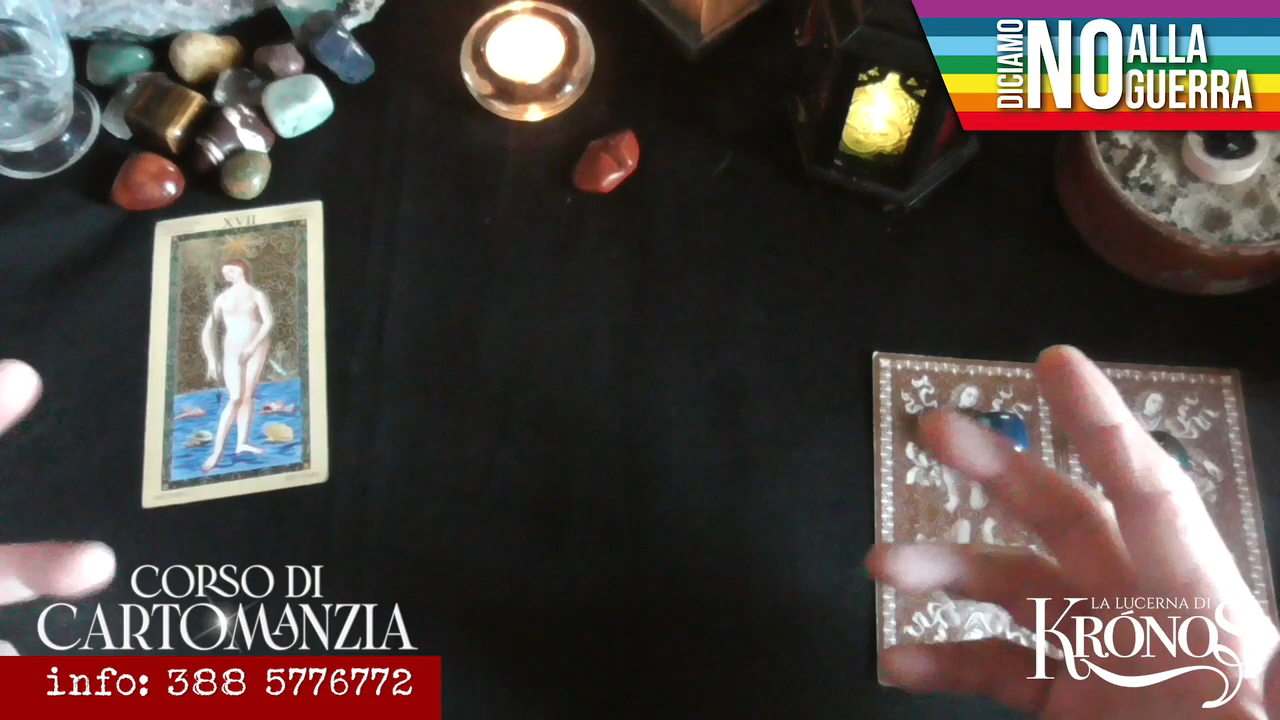 DICIAMO
NO
ALLA
GUERRA
XVII
CORSO DI
CARTOMANZIA
info: 388 5776772
LA LUCERNA DI
KRÓNOS